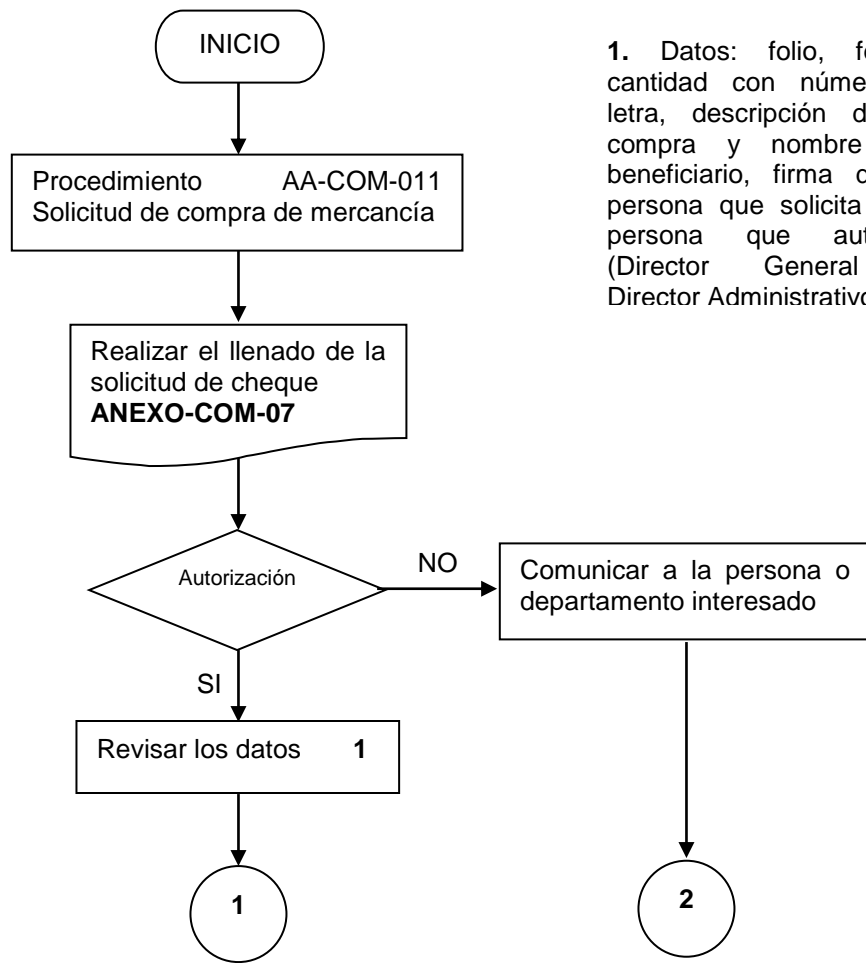 INICIO
1. Datos: folio,
cantidad con
letra, descripción
compra y nombre
beneficiario, firma
persona que solicita
persona que
(Director General
Director Administrativo
Procedimiento AA-COM-011
Solicitud de compra de mercancía
Realizar el llenado de la
solicitud de cheque
ANEXO-COM-07
Autorización
NO
Comunicar a la persona o
departamento interesado
SI
Revisar los datos 1
1
2